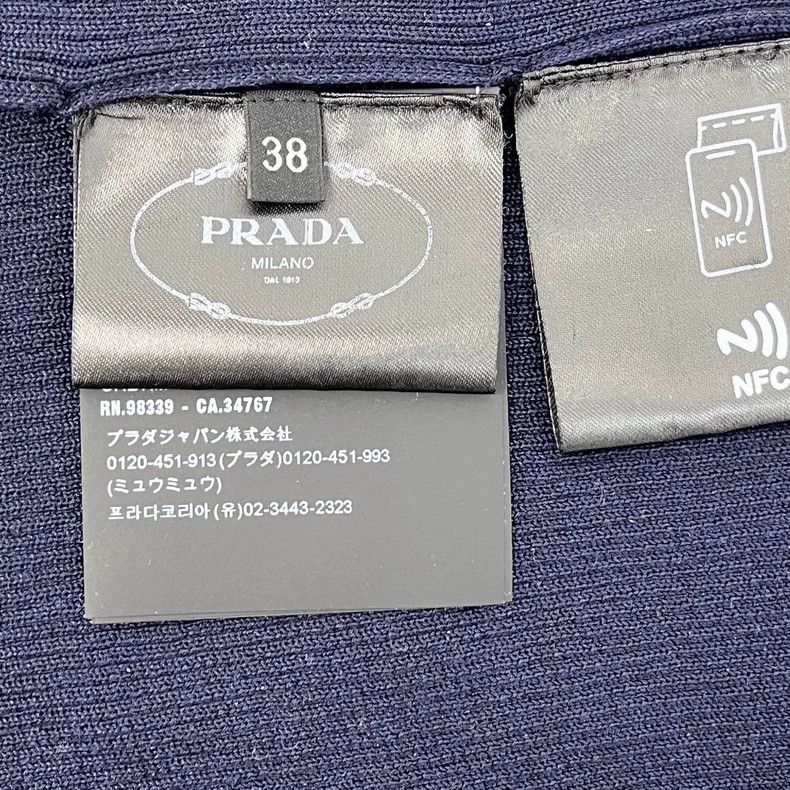 38
PRADA
MILANO
DAL 1913
RN.98339 - CA.34767
プラダジャパン株式会社
0120-451-913(プラダ)0120-451-993
(ミュウミュウ)
프라다코리아(유)02-3443-2323
NFC
NFC